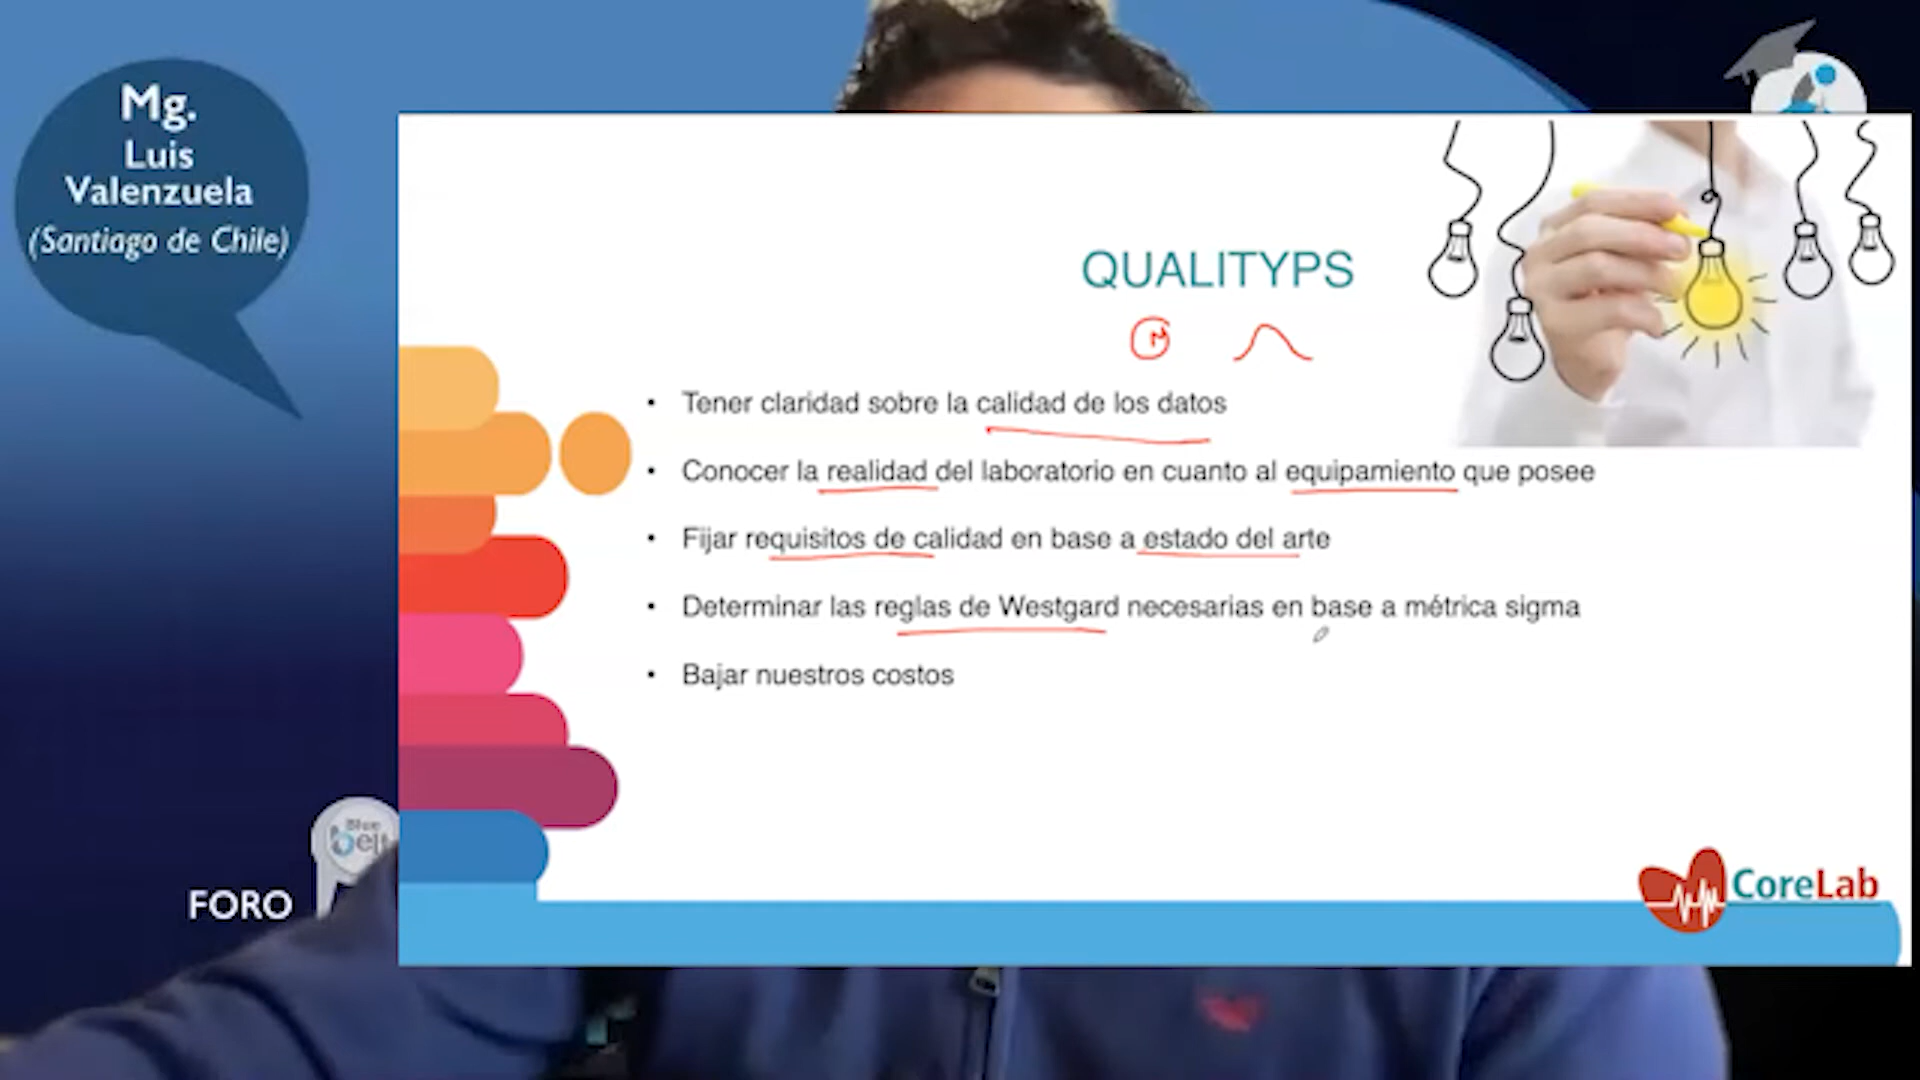 Mg.
Luis
Valenzuela
(Santiago de Chile)
QUALITYPS
• Tener claridad sobre la calidad de los datos
• Conocer la realidad del laboratorio en cuanto al equipamiento que posee
• Fijar requisitos de calidad en base a estado del arte
• Determinar las reglas de Westgard necesarias en base a métrica sigma
• Bajar nuestros costos
Blue
belt
FORO
CoreLab